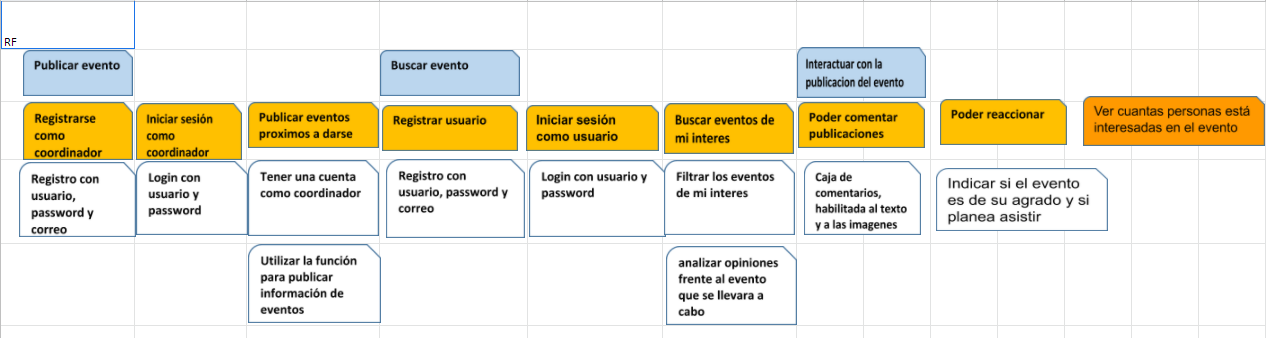 RF
Publicar evento
Buscar evento
Interactuar con la
publicacion del evento
Registrarse
como
coordinador
Iniciar sesión
como
coordinador
Publicar eventos
proximos a darse
Registrar usuario
Iniciar sesión
como usuario
Buscar eventos de
mi interes
Poder comentar
publicaciones
Poder reaccionar
Ver cuantas personas está
interesadas en el evento
Registro con
usuario,
password y
correo
Login con
usuario y
password
Tener una cuenta
como coordinador
Registro con
usuario, password y
correo
Login con usuario y
password
Filtrar los eventos
de mi interes
Caja de
comentarios,
habilitada al texto
y a las imagenes
Indicar si el evento
es de su agrado y si
planea asistir
Utilizar la función
para publicar
información de
eventos
analizar opiniones
frente al evento
que se llevara a
cabo